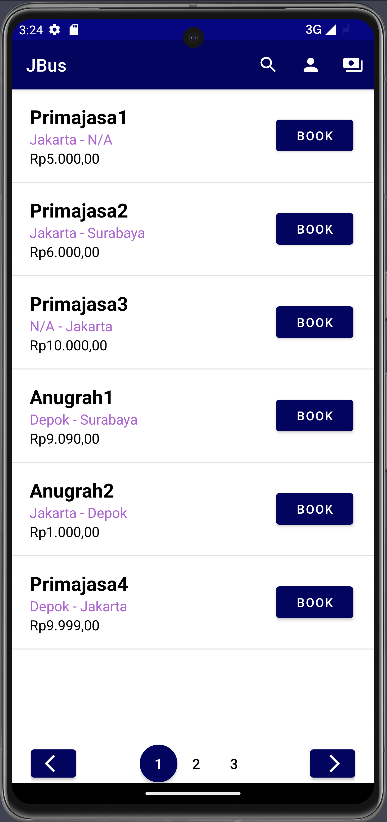 3:24 3G
JBus
Primajasa1
Jakarta - N/A
Rp5.000,00
BOOK
Primajasa2
Jakarta - Surabaya
Rp6.000,00
BOOK
Primajasa3
N/A - Jakarta
Rp10.000,00
BOOK
Anugrah1
Depok - Surabaya
Rp9.090,00
BOOK
Anugrah2
Jakarta - Depok
Rp1.000,00
BOOK
Primajasa4
Depok - Jakarta
Rp9.999,00
BOOK
1 2 3